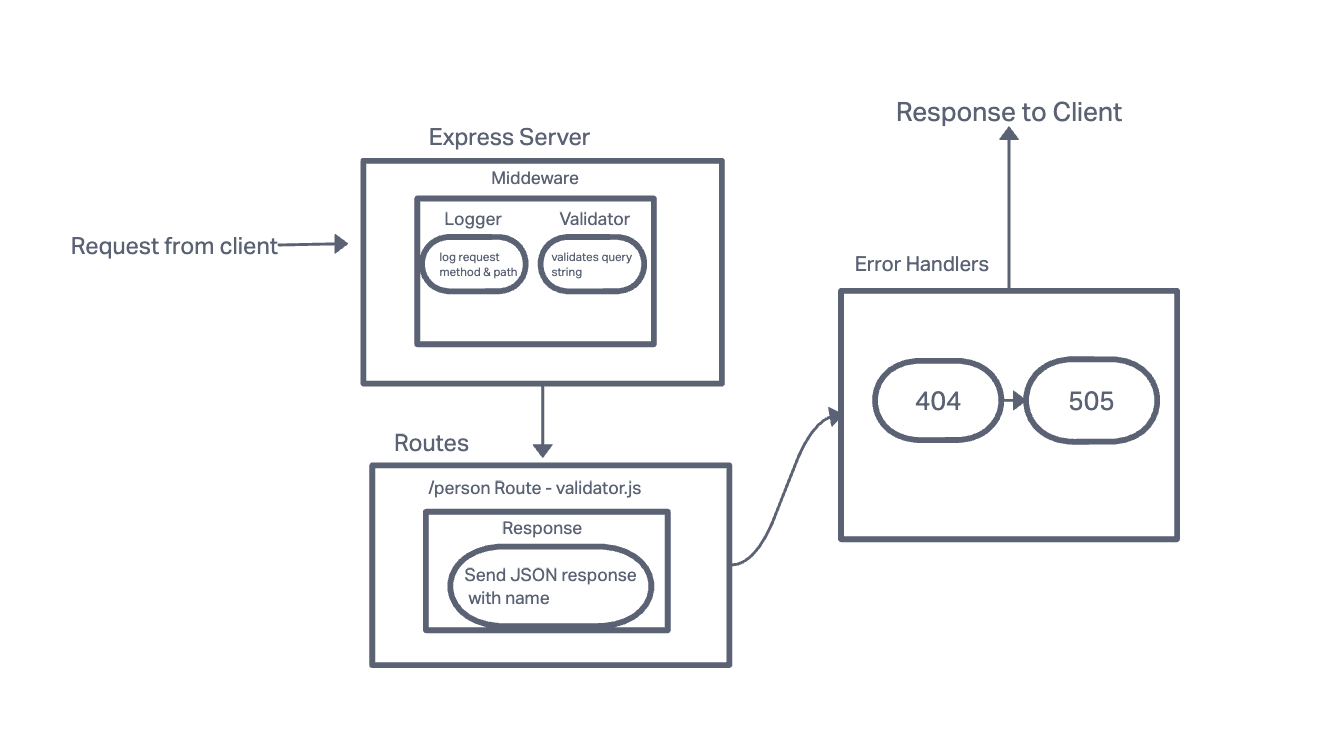 Express Server
Middeware
Logger
Validator
log request
method & path
validates query
string
Request from client
Routes
/person Route - validator.js
Response
Send JSON response
with name
Error Handlers
404
505
Response to Client